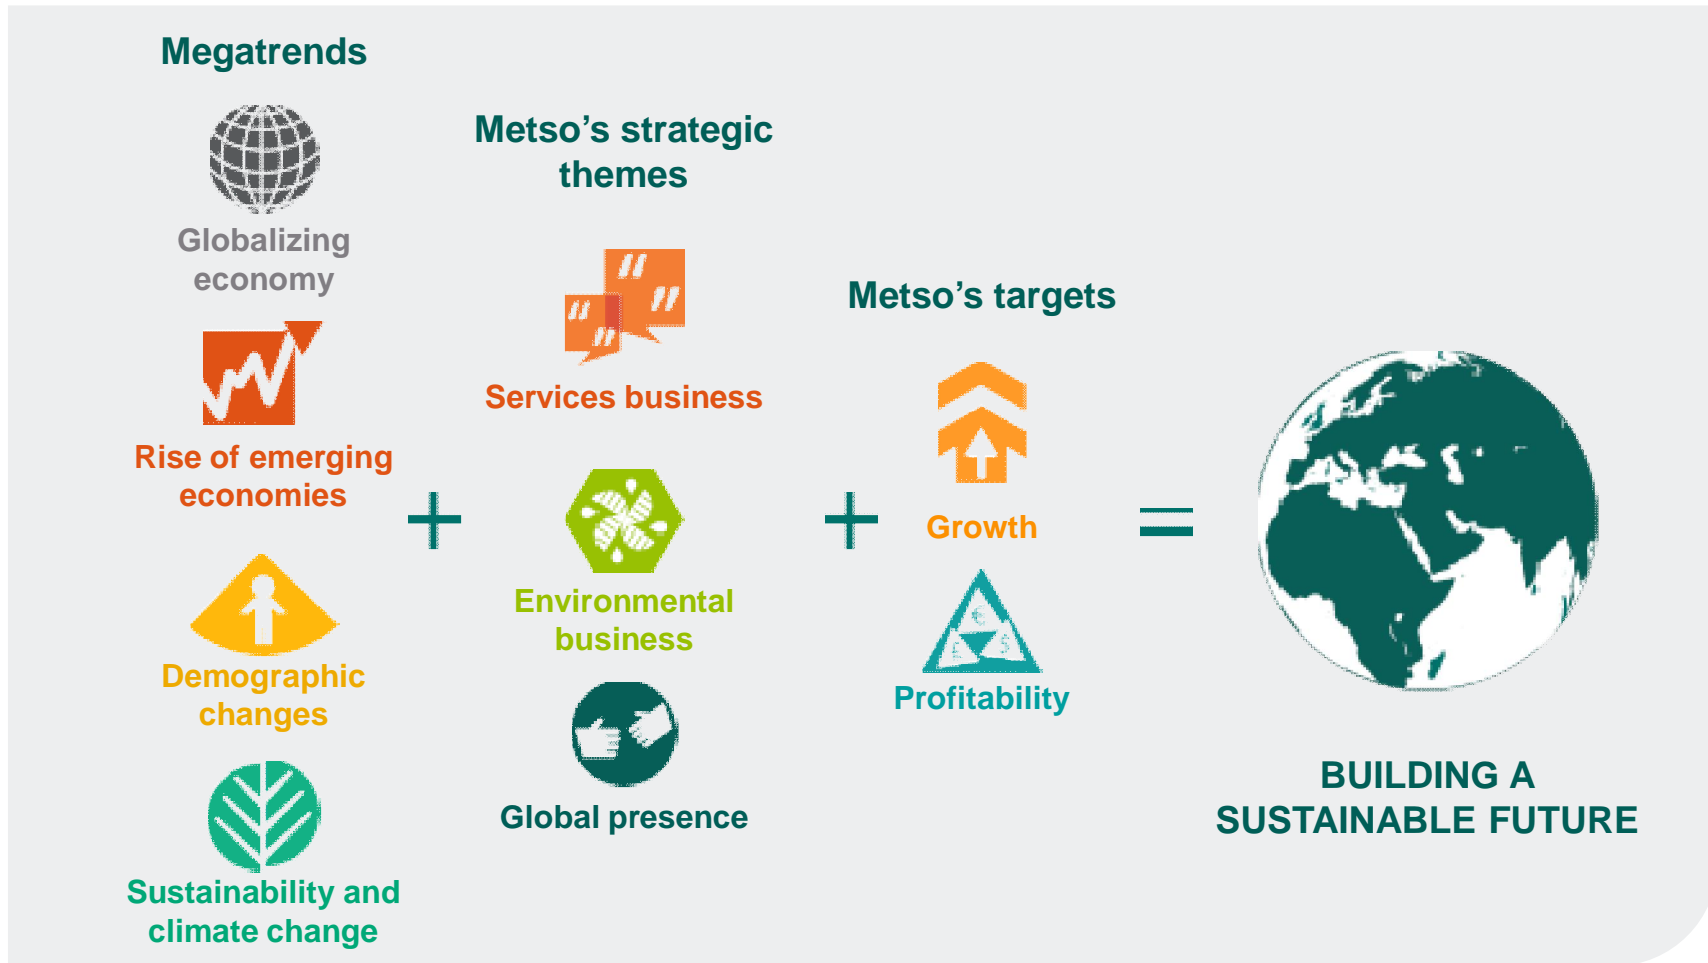 Megatrends
Globalizing
economy
Rise of emerging
economies
Demographic
changes
Sustainability and
climate change
+
Metso’s strategic
themes
Services business
Environmental
business
Global presence
+
Metso’s targets
Growth
Profitability
=
BUILDING A
SUSTAINABLE FUTURE